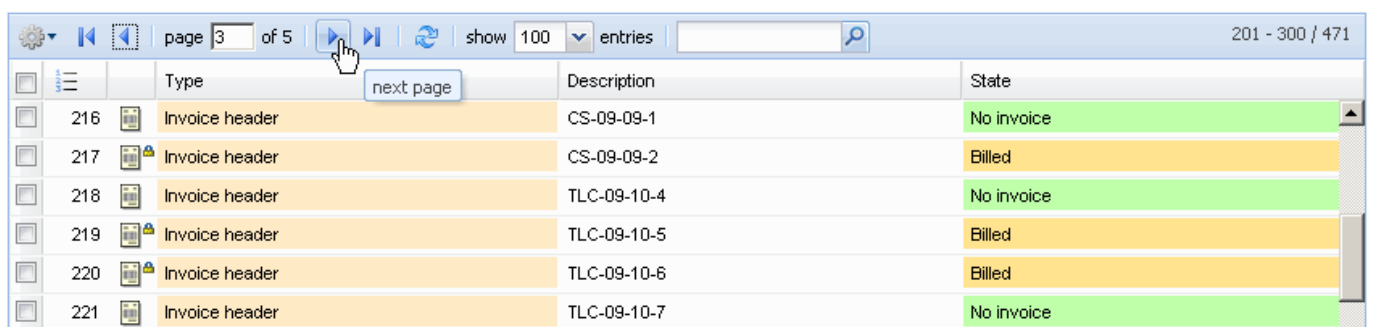 page 3 of 5 show 100 entries 201 - 300 / 471
Type Description State
next page
216 Invoice header CS-09-09-1 No invoice
217 Invoice header CS-09-09-2 Billed
218 Invoice header TLC-09-10-4 No invoice
219 Invoice header TLC-09-10-5 Billed
220 Invoice header TLC-09-10-6 Billed
221 Invoice header TLC-09-10-7 No invoice